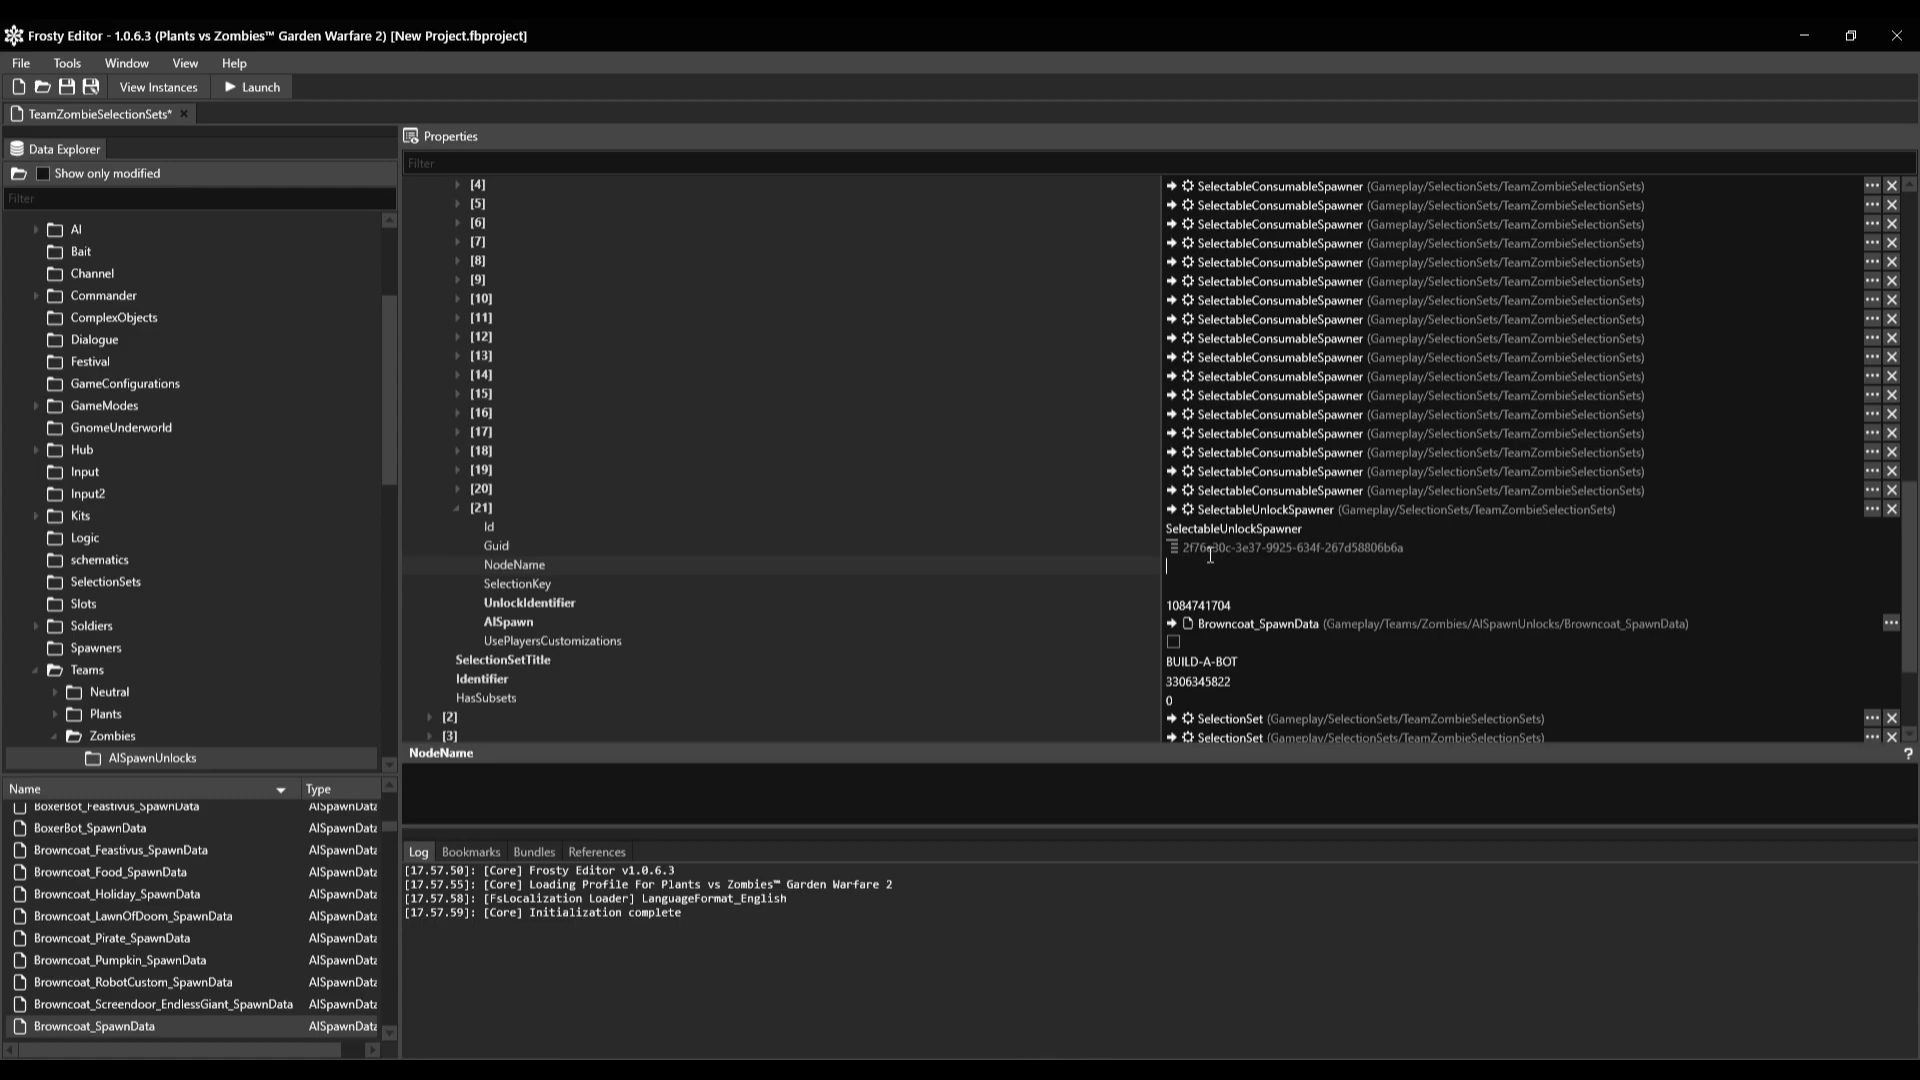 Frosty Editor - 1.0.6.3 (Plants vs Zombies™ Garden Warfare 2) [New Project.fbproject]
File Tools Window View Help
View Instances Launch
TeamZombieSelectionSets*
Data Explorer
Show only modified
Filter
AI
Bait
Channel
Commander
ComplexObjects
Dialogue
Festival
GameConfigurations
GameModes
GnomeUnderworld
Hub
Input
Input2
Kits
Logic
schematics
SelectionSets
Slots
Soldiers
Spawners
Teams
Neutral
Plants
Zombies
AISpawnUnlocks
Name Type
BoxerBot_Feastivus_SpawnData AISpawnData
BoxerBot_SpawnData AISpawnData
Browncoat_Feastivus_SpawnData AISpawnData
Browncoat_Food_SpawnData AISpawnData
Browncoat_Holiday_SpawnData AISpawnData
Browncoat_LawnOfDoom_SpawnData AISpawnData
Browncoat_Pirate_SpawnData AISpawnData
Browncoat_Pumpkin_SpawnData AISpawnData
Browncoat_RobotCustom_SpawnData AISpawnData
Browncoat_Screendoor_EndlessGiant_SpawnData AISpawnData
Browncoat_SpawnData AISpawnData
Properties
Filter
[4] SelectableConsumableSpawner (Gameplay/SelectionSets/TeamZombieSelectionSets)
[5] SelectableConsumableSpawner (Gameplay/SelectionSets/TeamZombieSelectionSets)
[6] SelectableConsumableSpawner (Gameplay/SelectionSets/TeamZombieSelectionSets)
[7] SelectableConsumableSpawner (Gameplay/SelectionSets/TeamZombieSelectionSets)
[8] SelectableConsumableSpawner (Gameplay/SelectionSets/TeamZombieSelectionSets)
[9] SelectableConsumableSpawner (Gameplay/SelectionSets/TeamZombieSelectionSets)
[10] SelectableConsumableSpawner (Gameplay/SelectionSets/TeamZombieSelectionSets)
[11] SelectableConsumableSpawner (Gameplay/SelectionSets/TeamZombieSelectionSets)
[12] SelectableConsumableSpawner (Gameplay/SelectionSets/TeamZombieSelectionSets)
[13] SelectableConsumableSpawner (Gameplay/SelectionSets/TeamZombieSelectionSets)
[14] SelectableConsumableSpawner (Gameplay/SelectionSets/TeamZombieSelectionSets)
[15] SelectableConsumableSpawner (Gameplay/SelectionSets/TeamZombieSelectionSets)
[16] SelectableConsumableSpawner (Gameplay/SelectionSets/TeamZombieSelectionSets)
[17] SelectableConsumableSpawner (Gameplay/SelectionSets/TeamZombieSelectionSets)
[18] SelectableConsumableSpawner (Gameplay/SelectionSets/TeamZombieSelectionSets)
[19] SelectableConsumableSpawner (Gameplay/SelectionSets/TeamZombieSelectionSets)
[20] SelectableConsumableSpawner (Gameplay/SelectionSets/TeamZombieSelectionSets)
[21] SelectableUnlockSpawner (Gameplay/SelectionSets/TeamZombieSelectionSets)
Id SelectableUnlockSpawner
Guid
NodeName
SelectionKey
UnlockIdentifier 1084741704
AISpawn Browncoat_SpawnData (Gameplay/Teams/Zombies/AISpawnUnlocks/Browncoat_SpawnData)
UsePlayersCustomizations
SelectionSetTitle BUILD-A-BOT
Identifier 3306345822
HasSubsets 0
[2] SelectionSet (Gameplay/SelectionSets/TeamZombieSelectionSets)
[3] SelectionSet (Gameplay/SelectionSets/TeamZombieSelectionSets)
NodeName ?
Log Bookmarks Bundles References
[17.57.50]: [Core] Frosty Editor v1.0.6.3
[17.57.55]: [Core] Loading Profile For Plants vs Zombies™ Garden Warfare 2
[17.57.58]: [FsLocalization Loader] LanguageFormat_English
[17.57.59]: [Core] Initialization complete